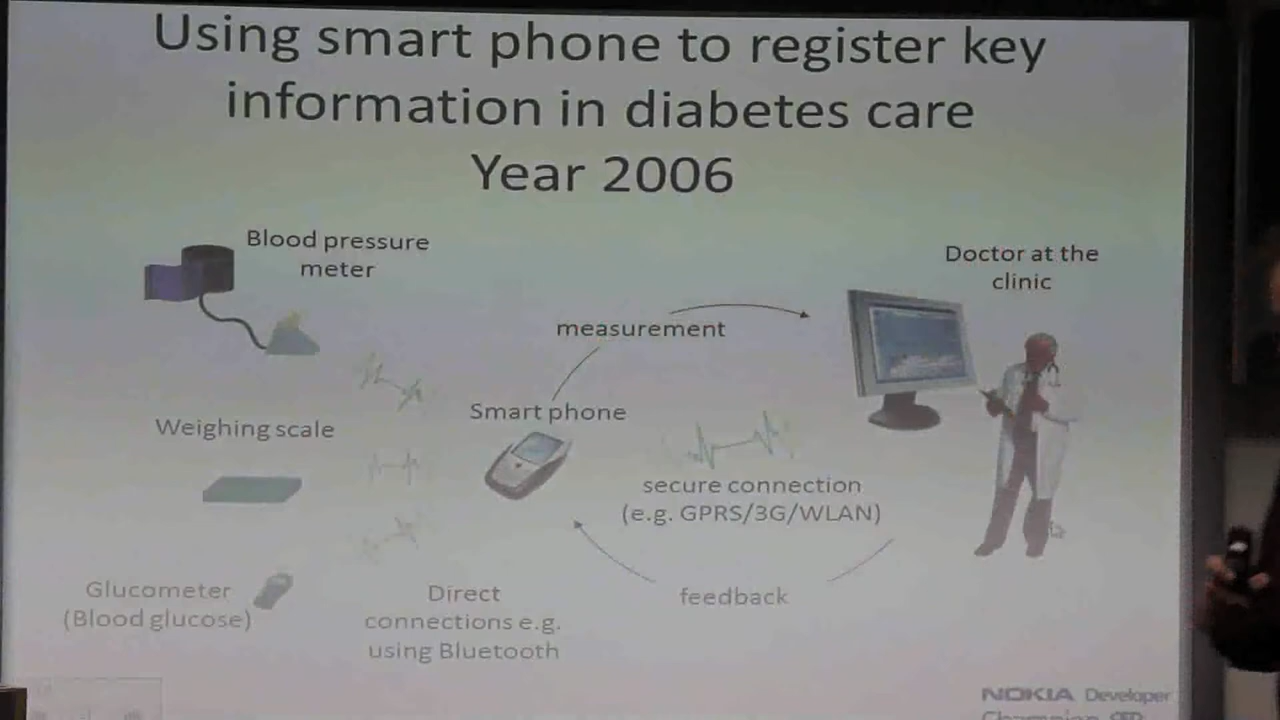 Using smart phone to register key
information in diabetes care
Year 2006
Blood pressure
meter
Doctor at the
clinic
measurement
Smart phone
Weighing scale
secure connection
(e.g. GPRS/3G/WLAN)
Glucometer
(Blood glucose)
Direct
connections e.g.
using Bluetooth
feedback
NOKIA Developer
Champion